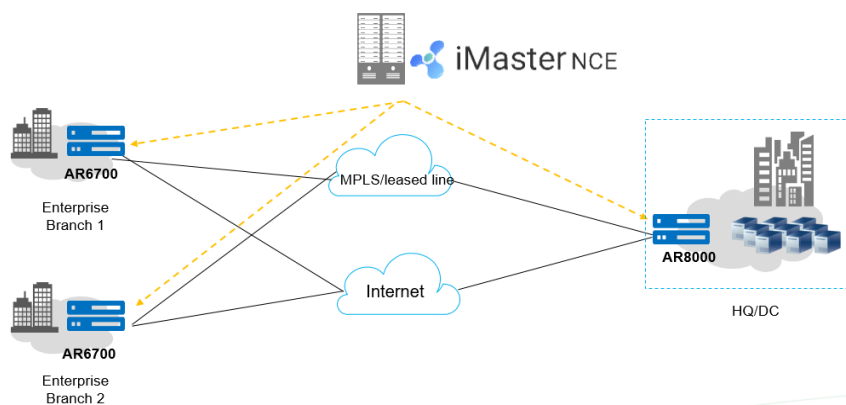 iMaster NCE
AR6700
Enterprise
Branch 1
MPLS/leased line
AR8000
Internet
HQ/DC
AR6700
Enterprise
Branch 2